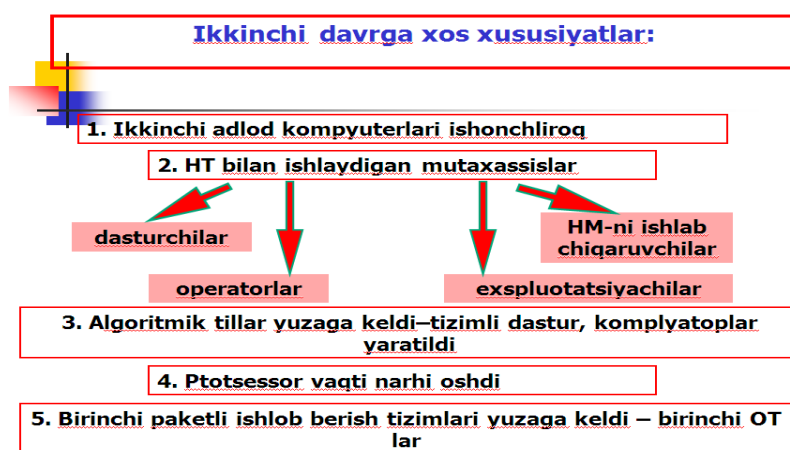 Ikkinchi davrga xos xususiyatlar:
1. Ikkinchi adlod kompyuterlari ishonchliroq
2. HT bilan ishlaydigan mutaxassislar
dasturchilar
HM-ni ishlab
chiqaruvchilar
operatorlar
exspluotatsiyachilar
3. Algoritmik tillar yuzaga keldi—tizimli dastur, komplyatoplar
yaratildi
4. Ptotsessor vaqti narhi oshdi
5. Birinchi paketli ishlob berish tizimlari yuzaga keldi – birinchi OT
lar